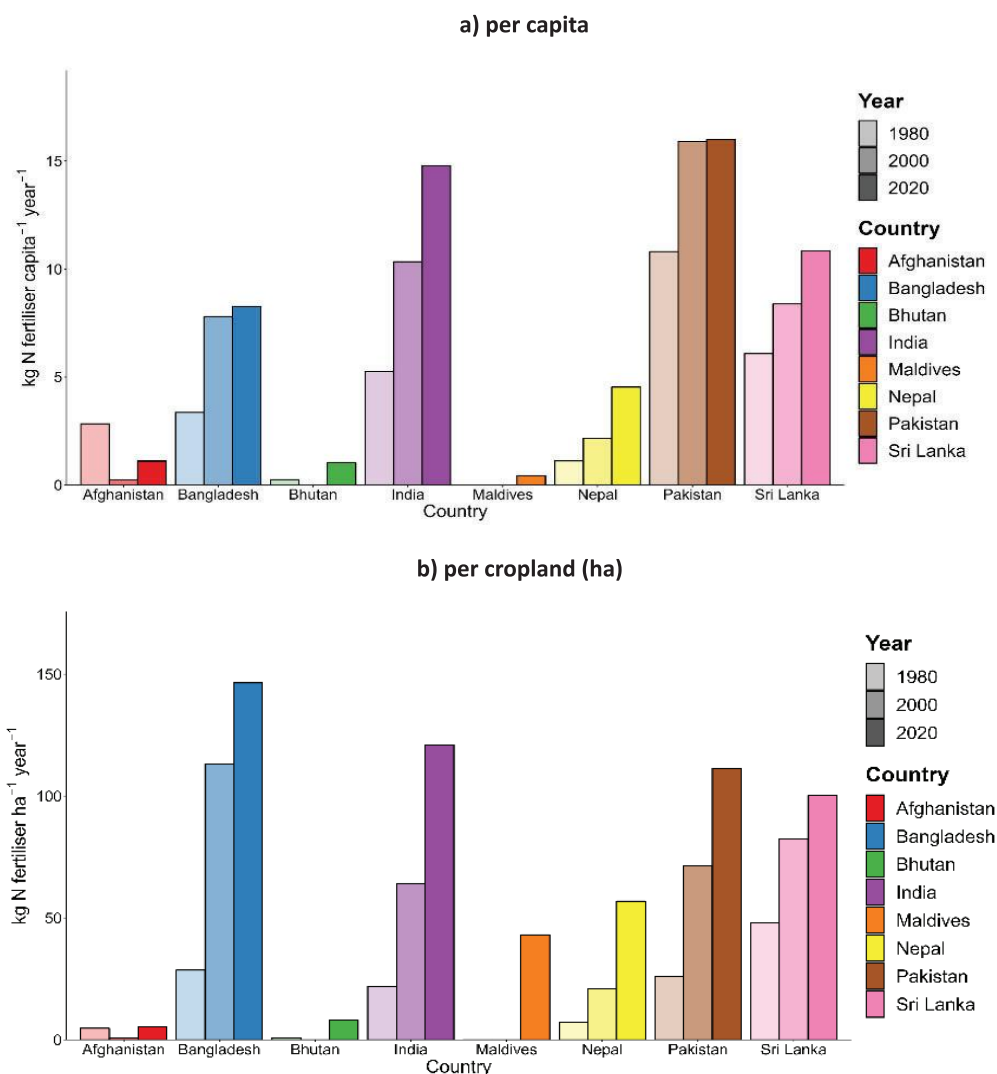 a) per capita
kg N fertiliser capita⁻¹ year⁻¹
15
10
5
0
Afghanistan Bangladesh Bhutan India Maldives Nepal Pakistan Sri Lanka
Country
Year
1980
2000
2020
Country
Afghanistan
Bangladesh
Bhutan
India
Maldives
Nepal
Pakistan
Sri Lanka
b) per cropland (ha)
kg N fertiliser ha⁻¹ year⁻¹
150
100
50
0
Afghanistan Bangladesh Bhutan India Maldives Nepal Pakistan Sri Lanka
Country
Year
1980
2000
2020
Country
Afghanistan
Bangladesh
Bhutan
India
Maldives
Nepal
Pakistan
Sri Lanka